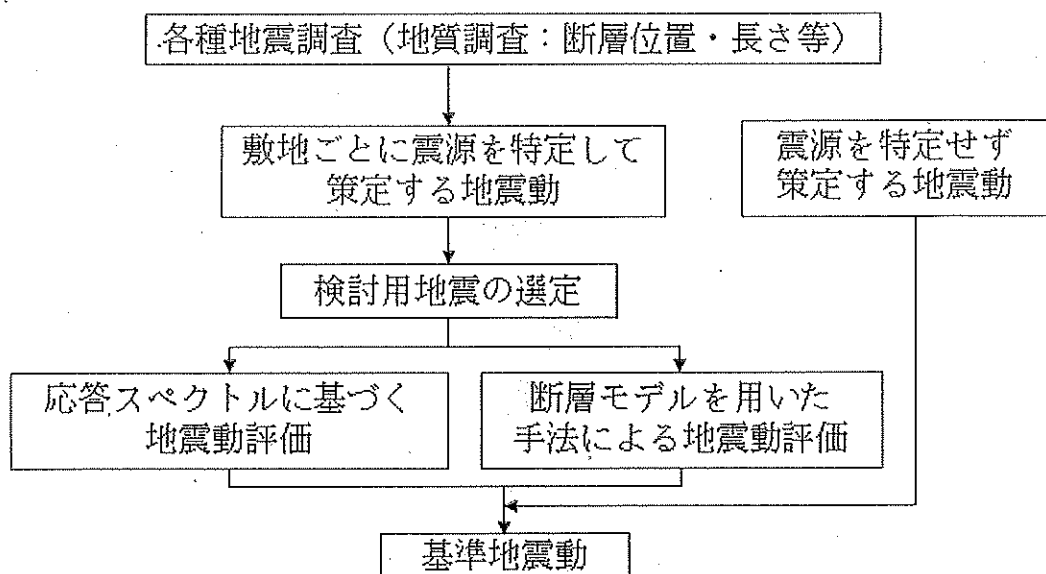 各種地震調査（地質調査：断層位置・長さ等）
敷地ごとに震源を特定して
策定する地震動
震源を特定せず
策定する地震動
検討用地震の選定
応答スペクトルに基づく
地震動評価
断層モデルを用いた
手法による地震動評価
基準地震動